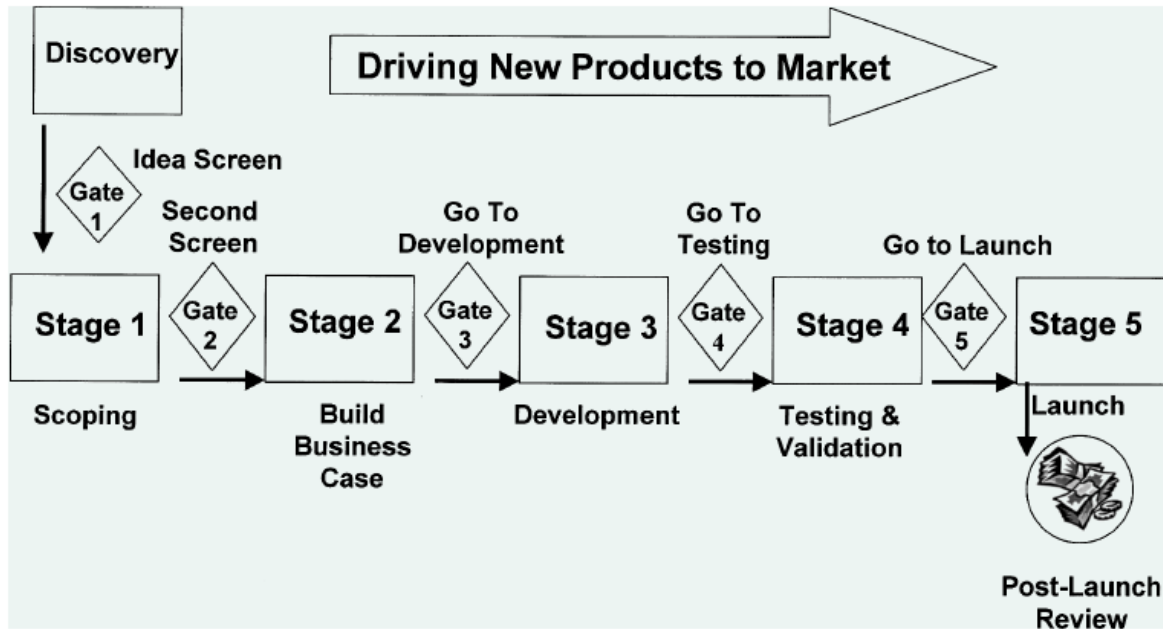 Discovery
Driving New Products to Market
Idea Screen
Gate
1
Second
Screen
Go To
Development
Go To
Testing
Go to Launch
Stage 1
Gate
2
Stage 2
Gate
3
Stage 3
Gate
4
Stage 4
Gate
5
Stage 5
Scoping
Build
Business
Case
Development
Testing &
Validation
Launch
Post-Launch
Review